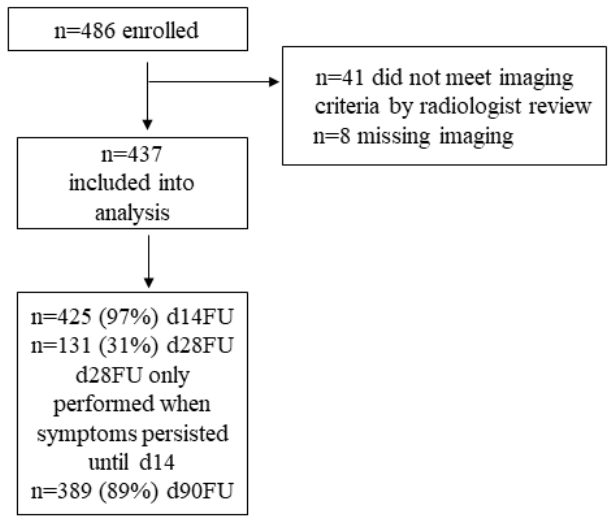 n=486 enrolled
n=41 did not meet imaging
criteria by radiologist review
n=8 missing imaging
n=437
included into
analysis
n=425 (97%) d14FU
n=131 (31%) d28FU
d28FU only
performed when
symptoms persisted
until d14
n=389 (89%) d90FU